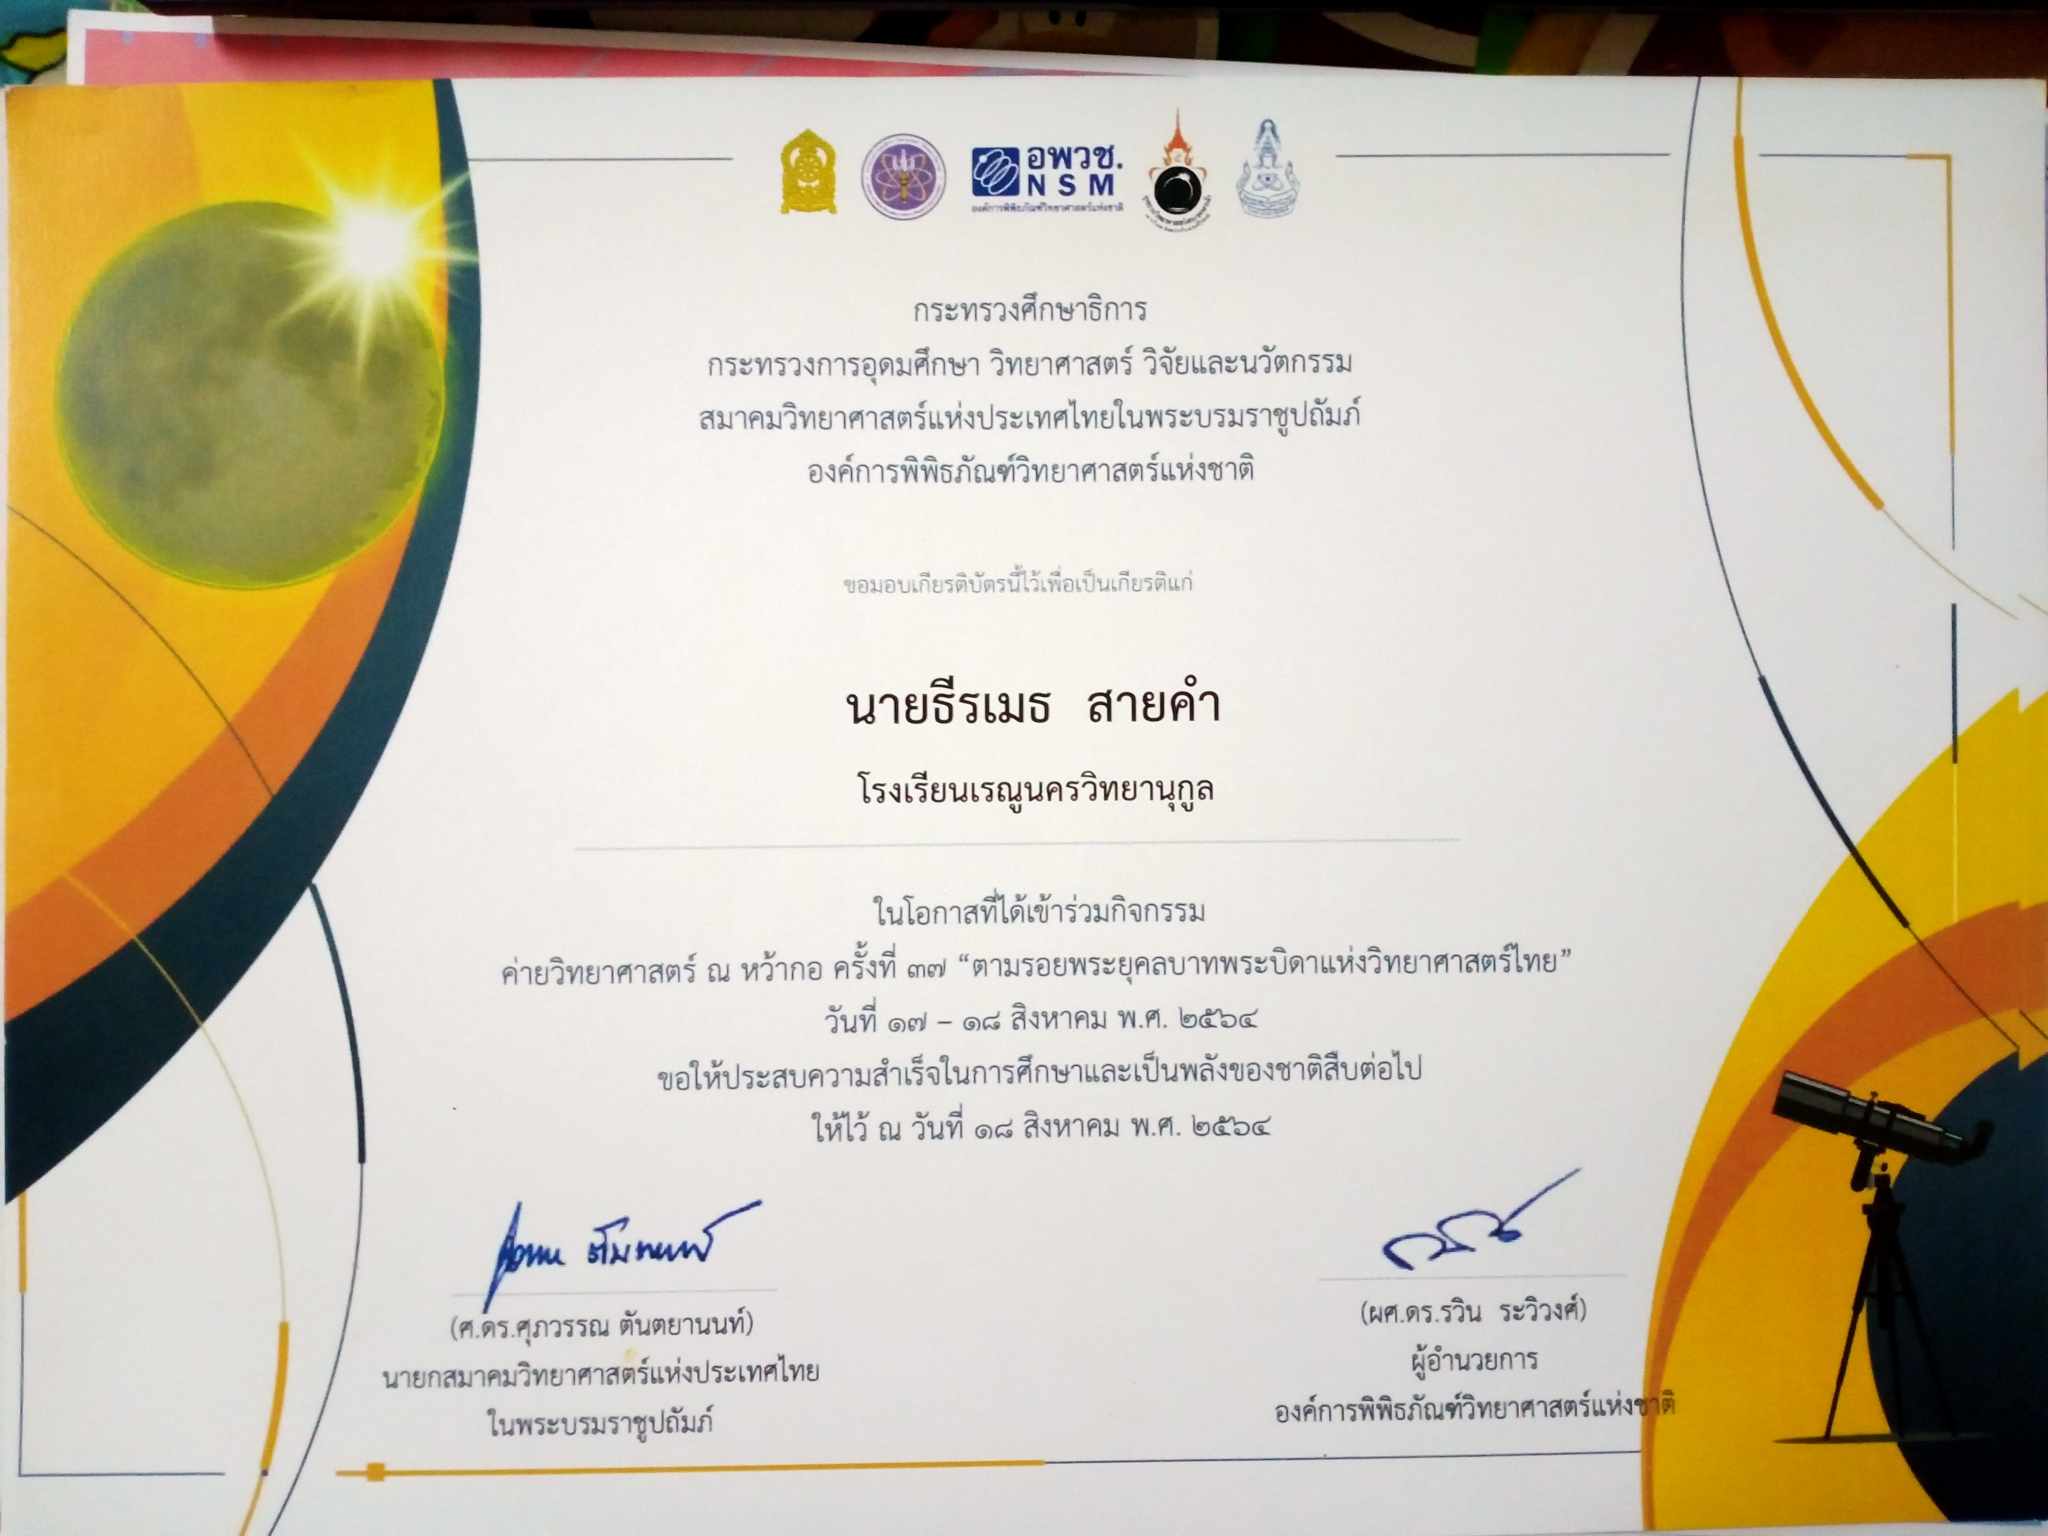 อพวช.
NSM
องค์การพิพิธภัณฑ์วิทยาศาสตร์แห่งชาติ
กระทรวงศึกษาธิการ
กระทรวงการอุดมศึกษา วิทยาศาสตร์ วิจัยและนวัตกรรม
สมาคมวิทยาศาสตร์แห่งประเทศไทยในพระบรมราชูปถัมภ์
องค์การพิพิธภัณฑ์วิทยาศาสตร์แห่งชาติ
ขอมอบเกียรติบัตรนี้ไว้เพื่อเป็นเกียรติแก่
นายธีรเมธ สายคำ
โรงเรียนเรณูนครวิทยานุกูล
ในโอกาสที่ได้เข้าร่วมกิจกรรม
ค่ายวิทยาศาสตร์ ณ หว้ากอ ครั้งที่ ๓๗ “ตามรอยพระยุคลบาทพระบิดาแห่งวิทยาศาสตร์ไทย”
วันที่ ๑๗ – ๑๘ สิงหาคม พ.ศ. ๒๕๖๔
ขอให้ประสบความสำเร็จในการศึกษาและเป็นพลังของชาติสืบต่อไป
ให้ไว้ ณ วันที่ ๑๘ สิงหาคม พ.ศ. ๒๕๖๔
(ศ.ดร.ศุภวรรณ ตันตยานนท์)
นายกสมาคมวิทยาศาสตร์แห่งประเทศไทย
ในพระบรมราชูปถัมภ์
(ผศ.ดร.รวิน ระวิวงศ์)
ผู้อำนวยการ
องค์การพิพิธภัณฑ์วิทยาศาสตร์แห่งชาติ